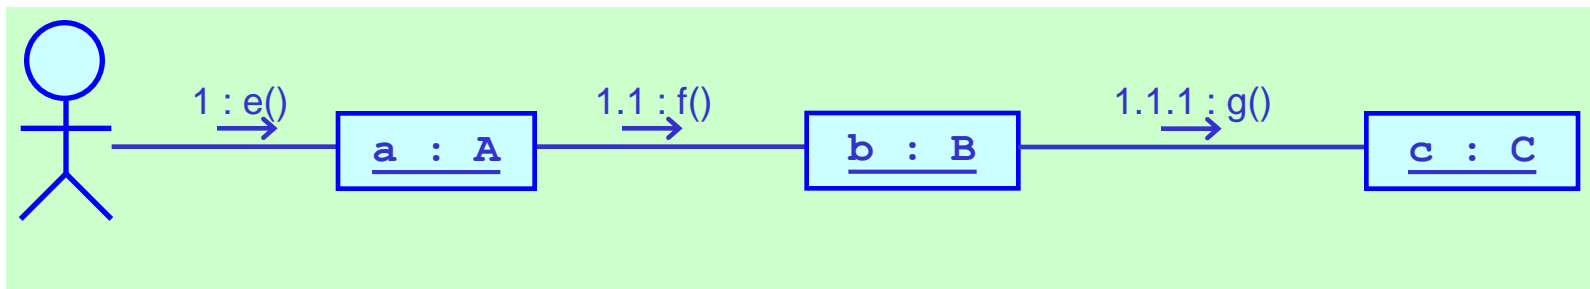 1 : e()
1.1 : f()
1.1.1 : g()
a : A
b : B
c : C